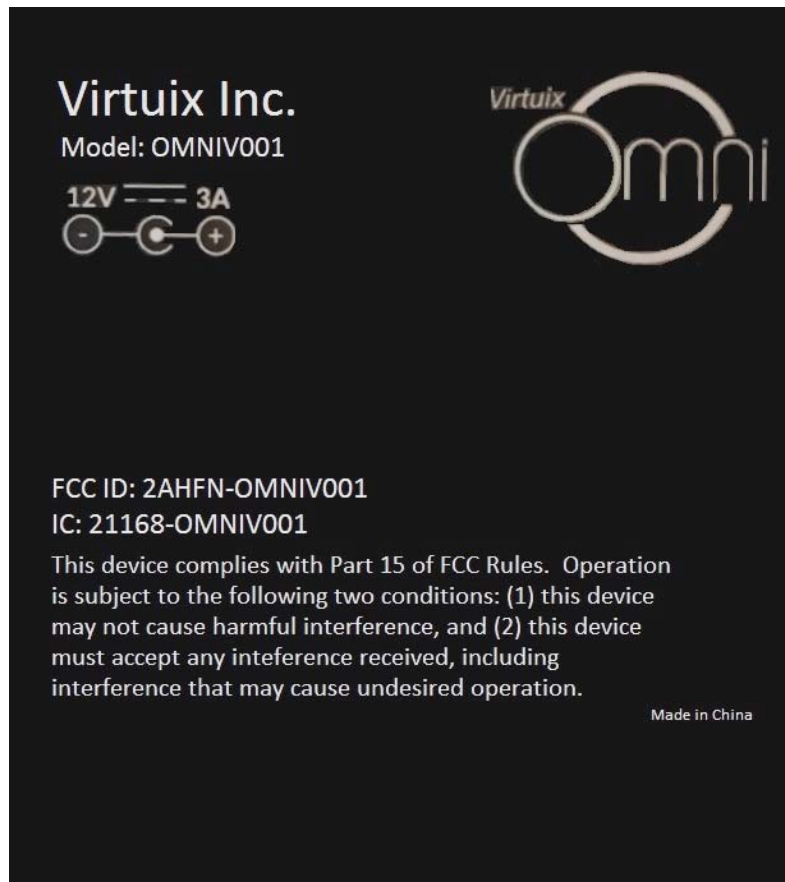 Virtuix Inc.
Model: OMNIV001
12V 3A
- +
Virtuix
Omni
FCC ID: 2AHFN-OMNIV001
IC: 21168-OMNIV001
This device complies with Part 15 of FCC Rules. Operation
is subject to the following two conditions: (1) this device
may not cause harmful interference, and (2) this device
must accept any inteference received, including
interference that may cause undesired operation.
Made in China